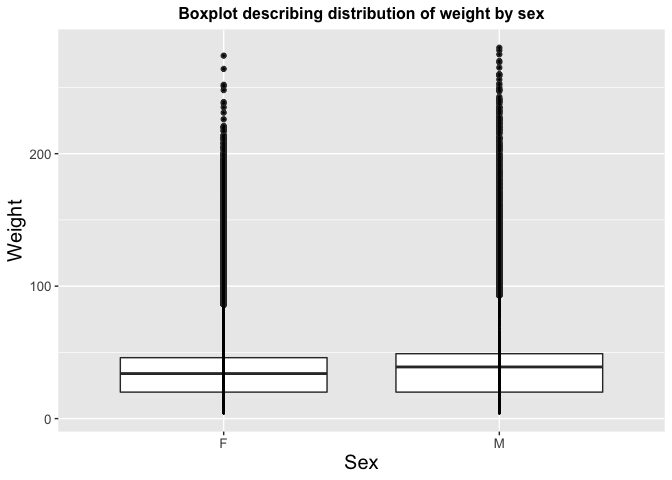 Boxplot describing distribution of weight by sex
200
100
0
Weight
F M
Sex